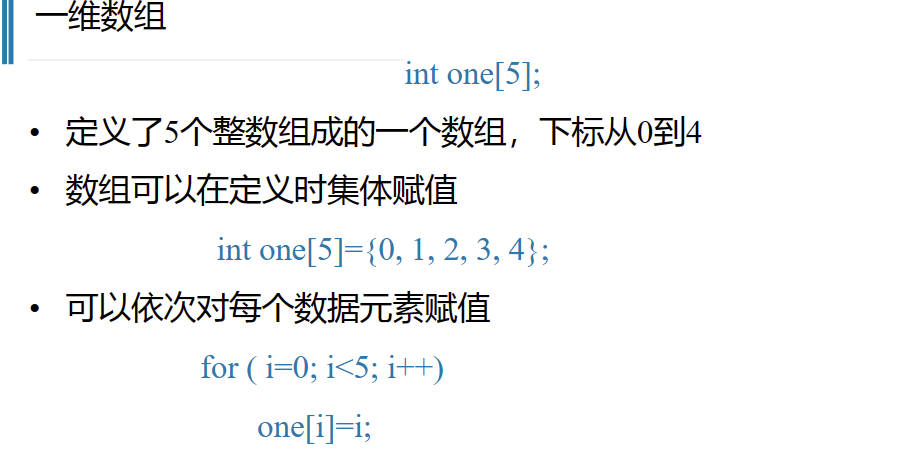 一维数组
int one[5];
• 定义了5个整数组成的一个数组，下标从0到4
• 数组可以在定义时集体赋值
int one[5]={0, 1, 2, 3, 4};
• 可以依次对每个数据元素赋值
for ( i=0; i<5; i++)
one[i]=i;